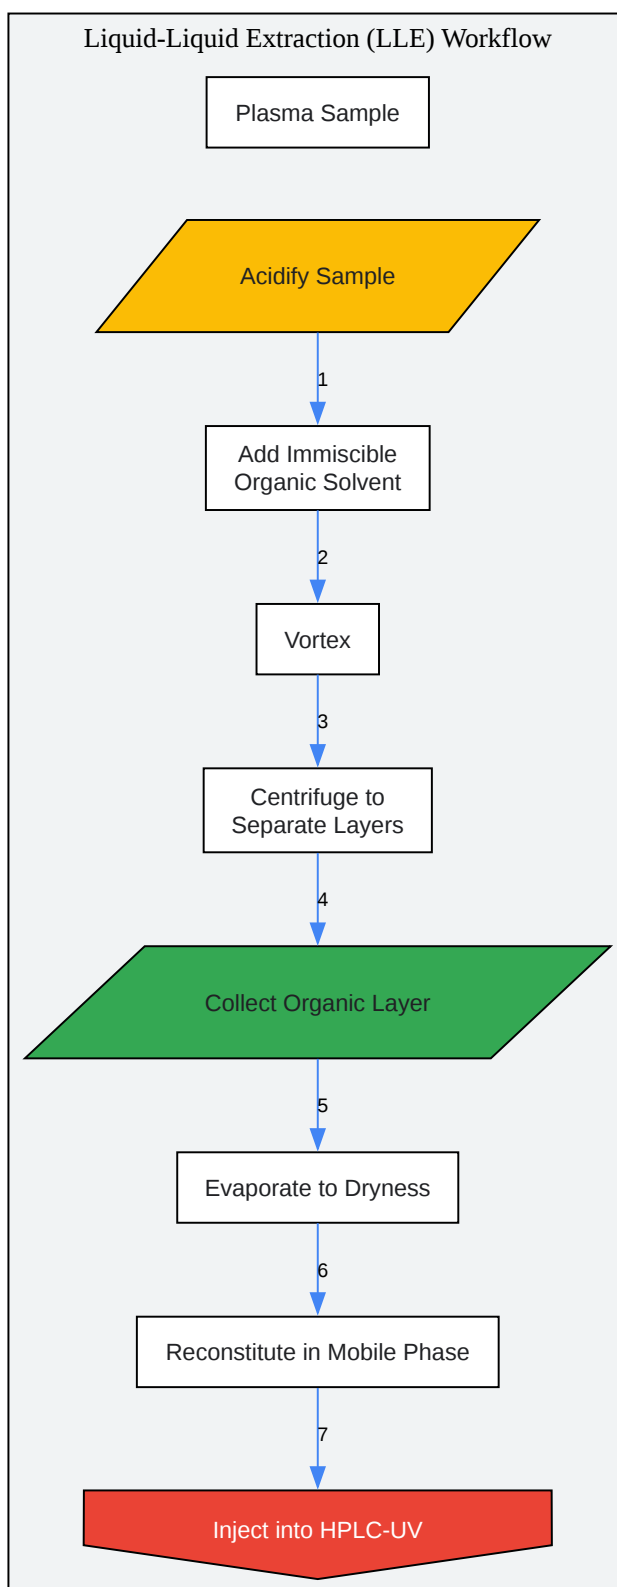 Liquid-Liquid Extraction (LLE) Workflow
Plasma Sample
Acidify Sample
1
Add Immiscible
Organic Solvent
2
Vortex
3
Centrifuge to
Separate Layers
4
Collect Organic Layer
5
Evaporate to Dryness
6
Reconstitute in Mobile Phase
7
Inject into HPLC-UV